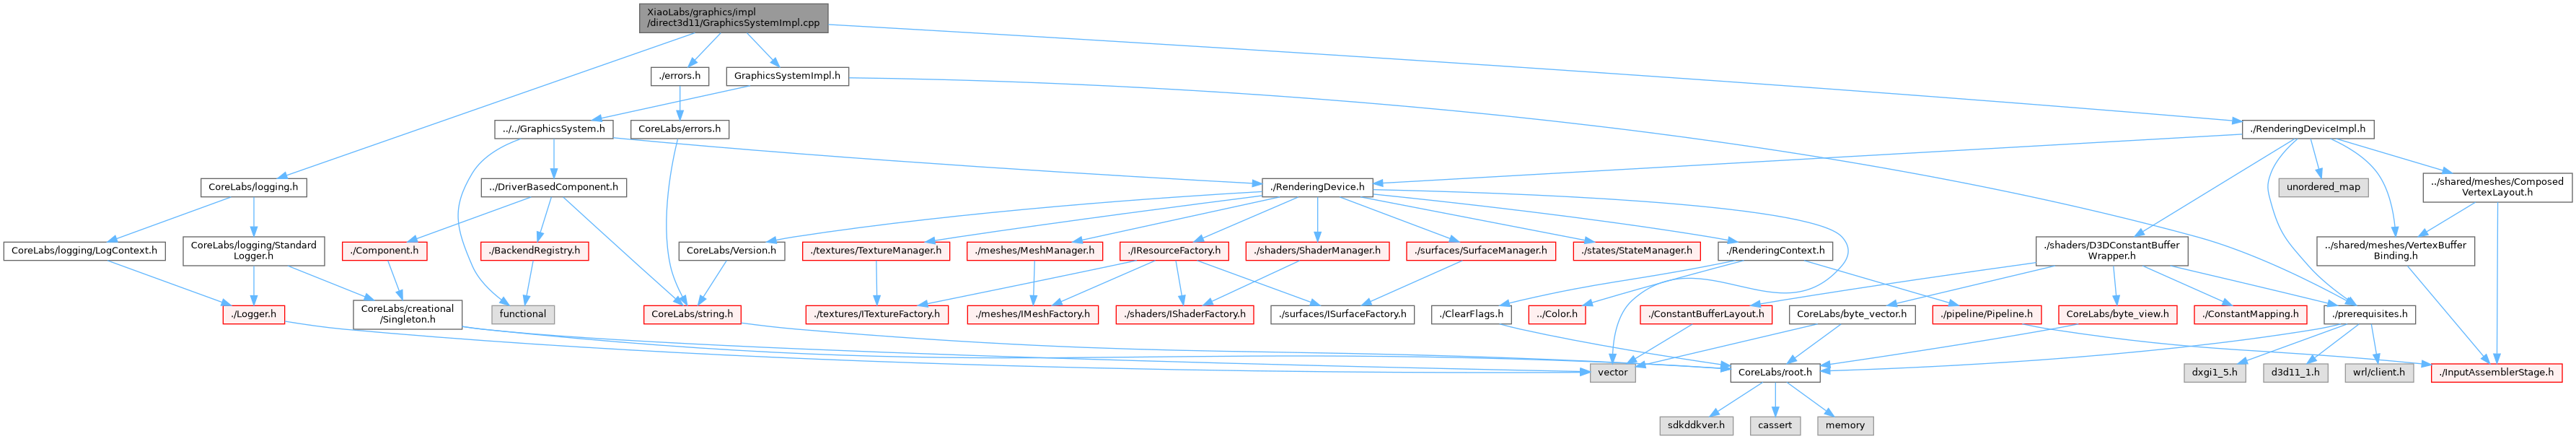 XiaoLabs/graphics/impl
/direct3d11/GraphicsSystemImpl.cpp
./errors.h
GraphicsSystemImpl.h
../../GraphicsSystem.h
CoreLabs/errors.h
./RenderingDeviceImpl.h
CoreLabs/logging.h
../DriverBasedComponent.h
./RenderingDevice.h
unordered_map
../shared/meshes/Composed
VertexLayout.h
CoreLabs/logging/LogContext.h
CoreLabs/logging/Standard
Logger.h
./Component.h
./BackendRegistry.h
CoreLabs/Version.h
./textures/TextureManager.h
./meshes/MeshManager.h
./IResourceFactory.h
./shaders/ShaderManager.h
./surfaces/SurfaceManager.h
./states/StateManager.h
./RenderingContext.h
./shaders/D3DConstantBuffer
Wrapper.h
../shared/meshes/VertexBuffer
Binding.h
./Logger.h
CoreLabs/creational
/Singleton.h
functional
CoreLabs/string.h
./textures/ITextureFactory.h
./meshes/IMeshFactory.h
./shaders/IShaderFactory.h
./surfaces/ISurfaceFactory.h
./ClearFlags.h
../Color.h
./ConstantBufferLayout.h
CoreLabs/byte_vector.h
./pipeline/Pipeline.h
CoreLabs/byte_view.h
./ConstantMapping.h
./prerequisites.h
vector
CoreLabs/root.h
dxgi1_5.h
d3d11_1.h
wrl/client.h
./InputAssemblerStage.h
sdkddkver.h
cassert
memory